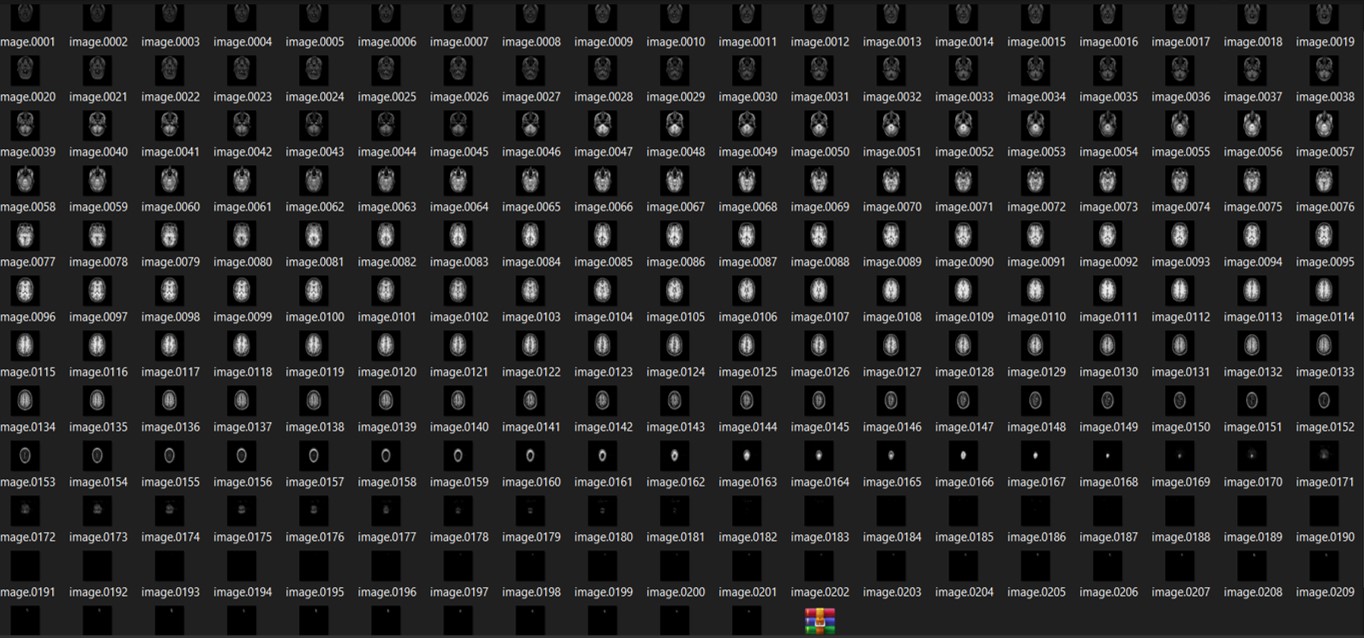 mage.0001 image.0002 image.0003 image.0004 image.0005 image.0006 image.0007 image.0008 image.0009 image.0010 image.0011 image.0012 image.0013 image.0014 image.0015 image.0016 image.0017 image.0018 image.0019
mage.0020 image.0021 image.0022 image.0023 image.0024 image.0025 image.0026 image.0027 image.0028 image.0029 image.0030 image.0031 image.0032 image.0033 image.0034 image.0035 image.0036 image.0037 image.0038
mage.0039 image.0040 image.0041 image.0042 image.0043 image.0044 image.0045 image.0046 image.0047 image.0048 image.0049 image.0050 image.0051 image.0052 image.0053 image.0054 image.0055 image.0056 image.0057
mage.0058 image.0059 image.0060 image.0061 image.0062 image.0063 image.0064 image.0065 image.0066 image.0067 image.0068 image.0069 image.0070 image.0071 image.0072 image.0073 image.0074 image.0075 image.0076
mage.0077 image.0078 image.0079 image.0080 image.0081 image.0082 image.0083 image.0084 image.0085 image.0086 image.0087 image.0088 image.0089 image.0090 image.0091 image.0092 image.0093 image.0094 image.0095
mage.0096 image.0097 image.0098 image.0099 image.0100 image.0101 image.0102 image.0103 image.0104 image.0105 image.0106 image.0107 image.0108 image.0109 image.0110 image.0111 image.0112 image.0113 image.0114
mage.0115 image.0116 image.0117 image.0118 image.0119 image.0120 image.0121 image.0122 image.0123 image.0124 image.0125 image.0126 image.0127 image.0128 image.0129 image.0130 image.0131 image.0132 image.0133
mage.0134 image.0135 image.0136 image.0137 image.0138 image.0139 image.0140 image.0141 image.0142 image.0143 image.0144 image.0145 image.0146 image.0147 image.0148 image.0149 image.0150 image.0151 image.0152
mage.0153 image.0154 image.0155 image.0156 image.0157 image.0158 image.0159 image.0160 image.0161 image.0162 image.0163 image.0164 image.0165 image.0166 image.0167 image.0168 image.0169 image.0170 image.0171
mage.0172 image.0173 image.0174 image.0175 image.0176 image.0177 image.0178 image.0179 image.0180 image.0181 image.0182 image.0183 image.0184 image.0185 image.0186 image.0187 image.0188 image.0189 image.0190
mage.0191 image.0192 image.0193 image.0194 image.0195 image.0196 image.0197 image.0198 image.0199 image.0200 image.0201 image.0202 image.0203 image.0204 image.0205 image.0206 image.0207 image.0208 image.0209